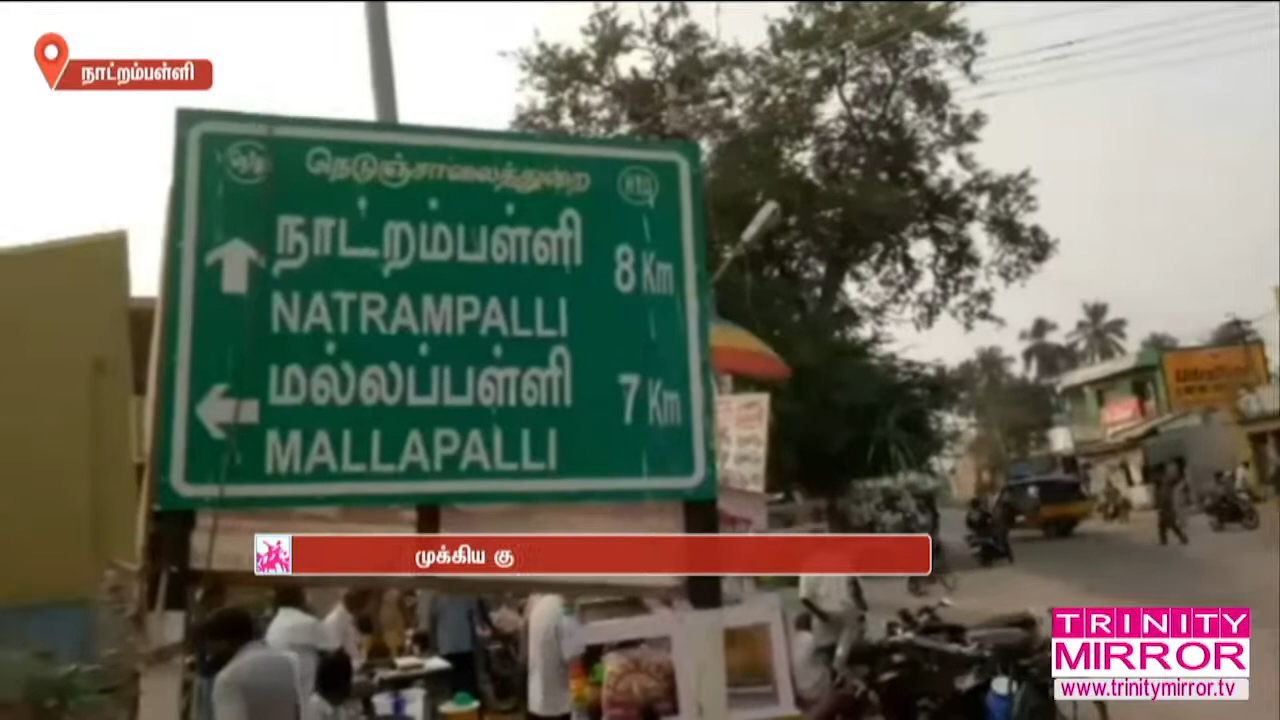 நாட்றம்பள்ளி
நெடுஞ்சாலைத்துறை
நாட்றம்பள்ளி
8 Km
NATRAMPALLI
மல்லப்பள்ளி
7 Km
MALLAPALLI
முக்கிய கு
TRINITY
MIRROR
www.trinitymirror.tv